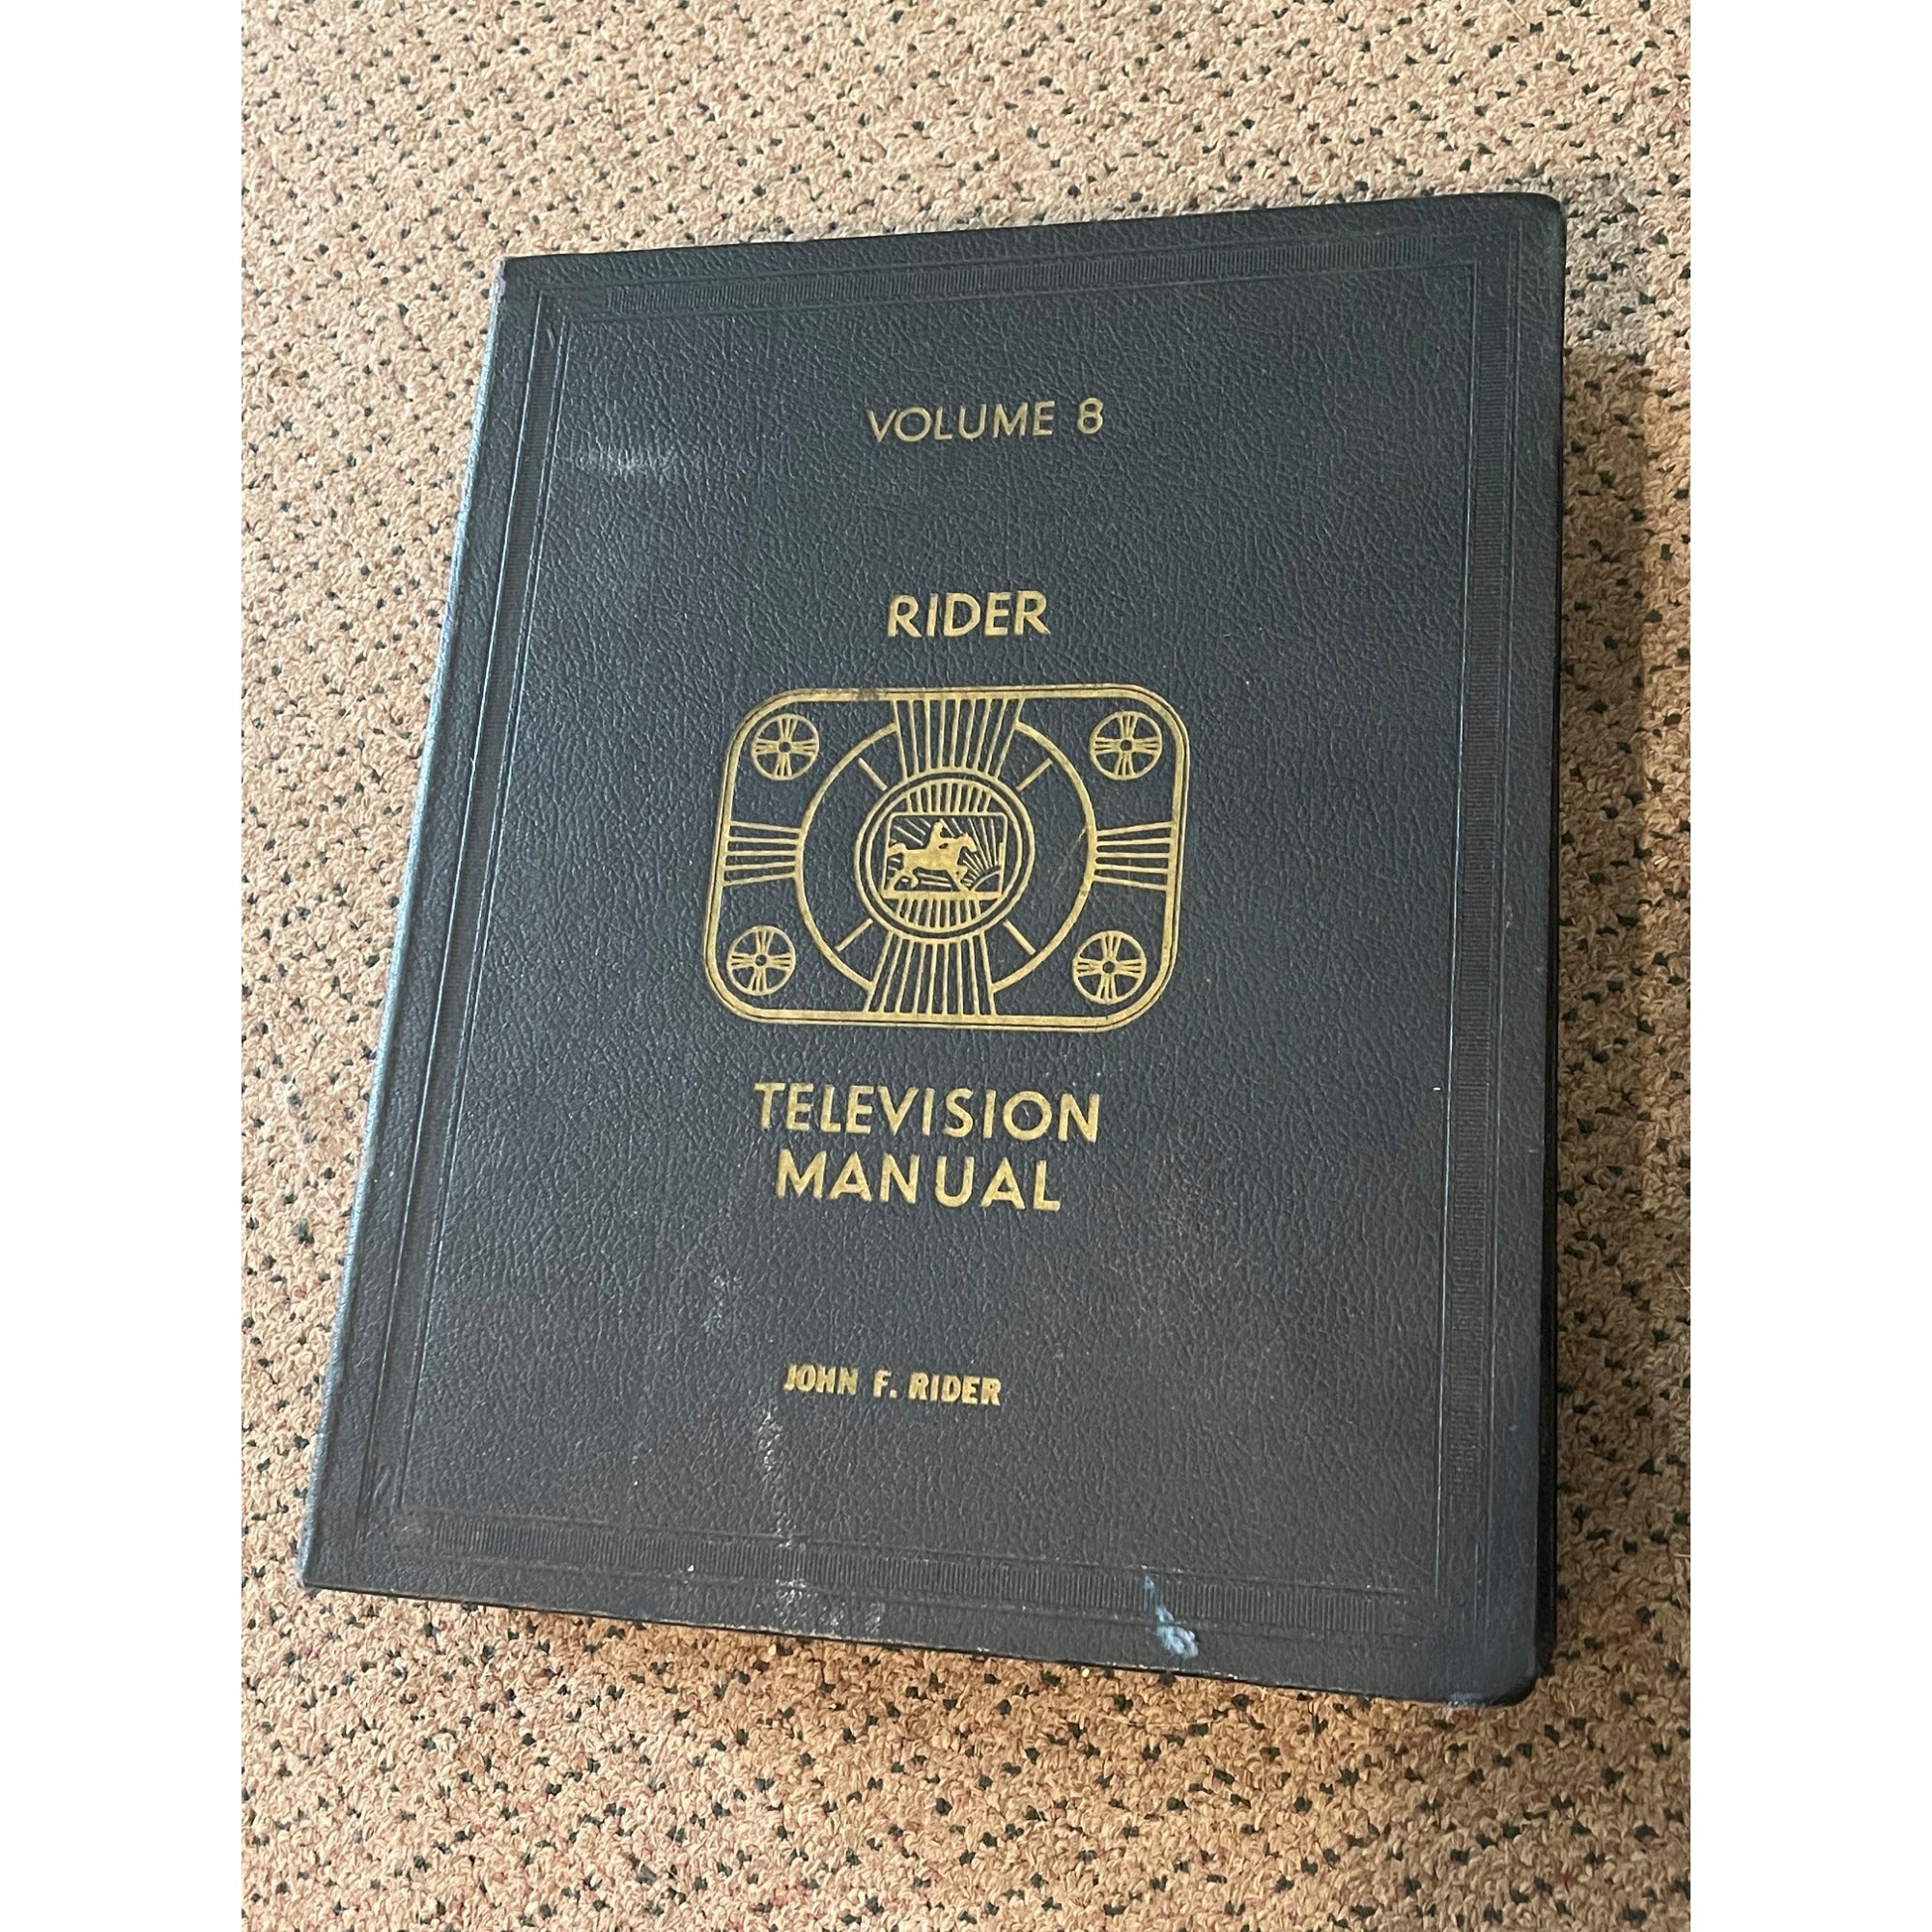 VOLUME 8
RIDER
TELEVISION
MANUAL
JOHN F. RIDER